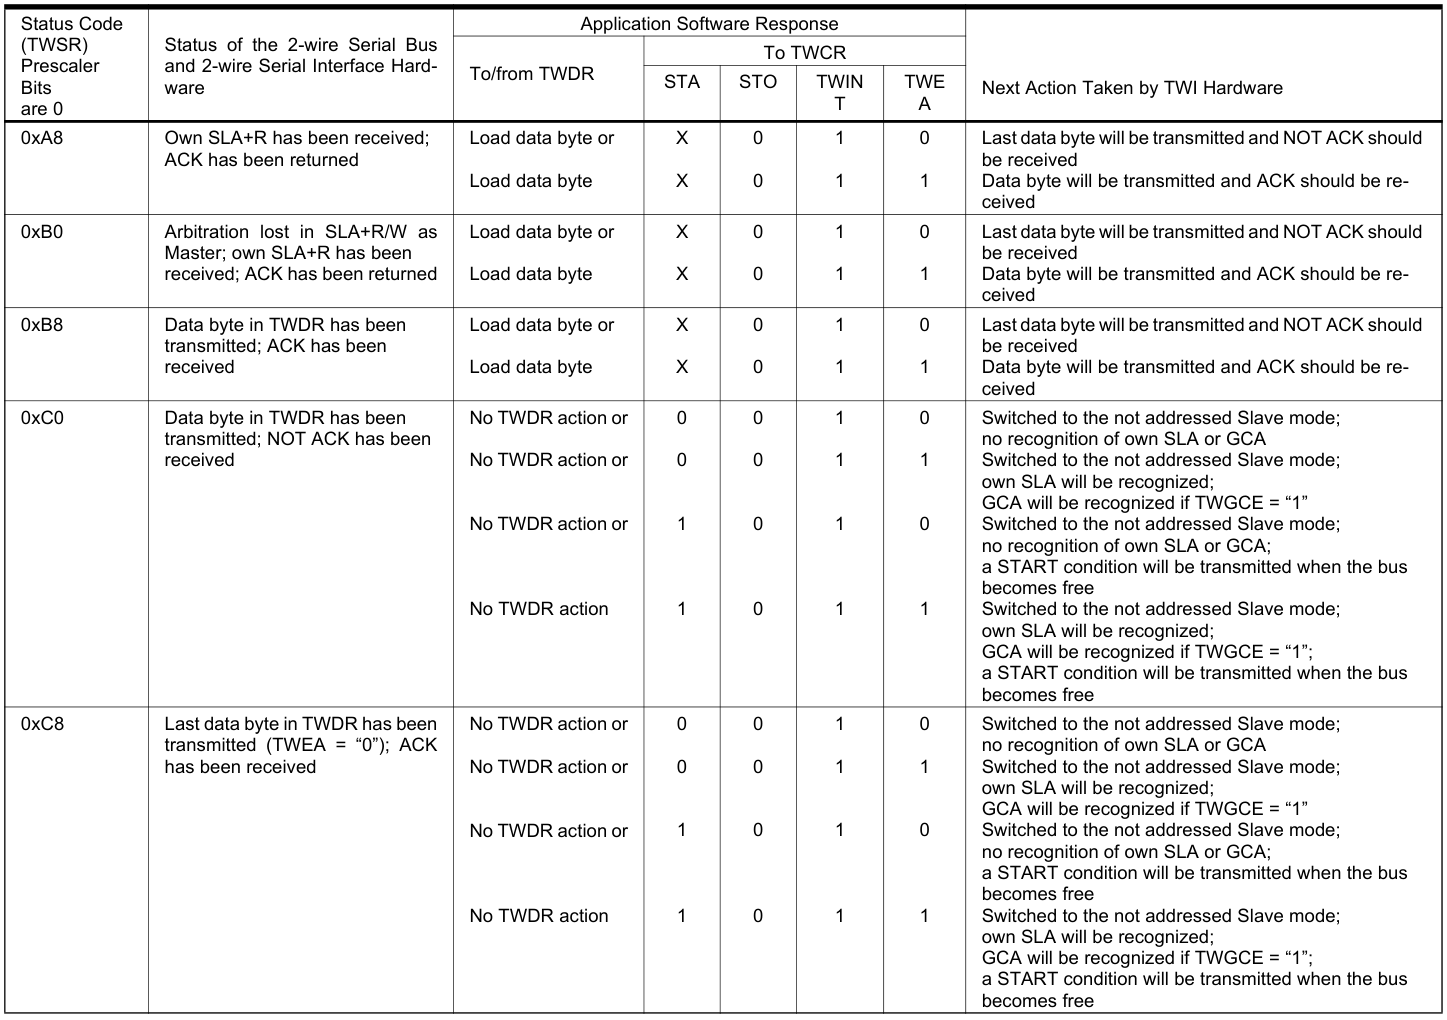 Status Code
(TWSR)
Prescaler
Bits
are 0
Status of the 2-wire Serial Bus
and 2-wire Serial Interface Hard-
ware
Application Software Response
To/from TWDR
To TWCR
STA
STO
TWIN
T
TWE
A
Next Action Taken by TWI Hardware
0xA8
Own SLA+R has been received;
ACK has been returned
Load data byte or X 0 1 0 Last data byte will be transmitted and NOT ACK should
be received
Load data byte X 0 1 1 Data byte will be transmitted and ACK should be re-
ceived
0xB0
Arbitration lost in SLA+R/W as
Master; own SLA+R has been
received; ACK has been returned
Load data byte or X 0 1 0 Last data byte will be transmitted and NOT ACK should
be received
Load data byte X 0 1 1 Data byte will be transmitted and ACK should be re-
ceived
0xB8
Data byte in TWDR has been
transmitted; ACK has been
received
Load data byte or X 0 1 0 Last data byte will be transmitted and NOT ACK should
be received
Load data byte X 0 1 1 Data byte will be transmitted and ACK should be re-
ceived
0xC0
Data byte in TWDR has been
transmitted; NOT ACK has been
received
No TWDR action or 0 0 1 0 Switched to the not addressed Slave mode;
no recognition of own SLA or GCA
No TWDR action or 0 0 1 1 Switched to the not addressed Slave mode;
own SLA will be recognized;
GCA will be recognized if TWGCE = “1”
No TWDR action or 1 0 1 0 Switched to the not addressed Slave mode;
no recognition of own SLA or GCA;
a START condition will be transmitted when the bus
becomes free
No TWDR action 1 0 1 1 Switched to the not addressed Slave mode;
own SLA will be recognized;
GCA will be recognized if TWGCE = “1”;
a START condition will be transmitted when the bus
becomes free
0xC8
Last data byte in TWDR has been
transmitted (TWEA = “0”); ACK
has been received
No TWDR action or 0 0 1 0 Switched to the not addressed Slave mode;
no recognition of own SLA or GCA
No TWDR action or 0 0 1 1 Switched to the not addressed Slave mode;
own SLA will be recognized;
GCA will be recognized if TWGCE = “1”
No TWDR action or 1 0 1 0 Switched to the not addressed Slave mode;
no recognition of own SLA or GCA;
a START condition will be transmitted when the bus
becomes free
No TWDR action 1 0 1 1 Switched to the not addressed Slave mode;
own SLA will be recognized;
GCA will be recognized if TWGCE = “1”;
a START condition will be transmitted when the bus
becomes free